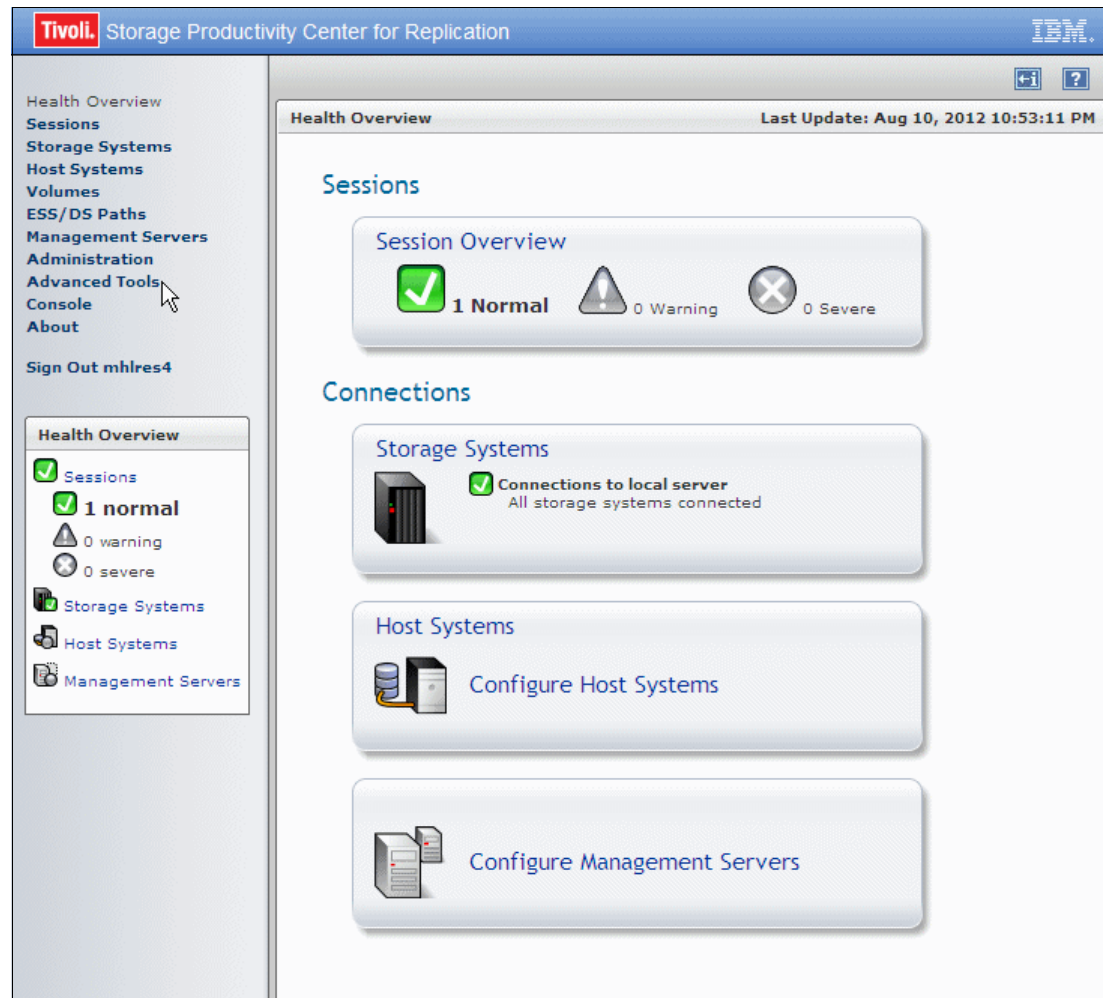 Tivoli. Storage Productivity Center for Replication
IBM.
Health Overview
Sessions
Storage Systems
Host Systems
Volumes
ESS/DS Paths
Management Servers
Administration
Advanced Tools
Console
About
Sign Out mhlres4
Health Overview
Sessions
1 normal
0 warning
0 severe
Storage Systems
Host Systems
Management Servers
i ?
Health Overview Last Update: Aug 10, 2012 10:53:11 PM
Sessions
Session Overview
1 Normal 0 Warning 0 Severe
Connections
Storage Systems
Connections to local server
All storage systems connected
Host Systems
Configure Host Systems
Configure Management Servers